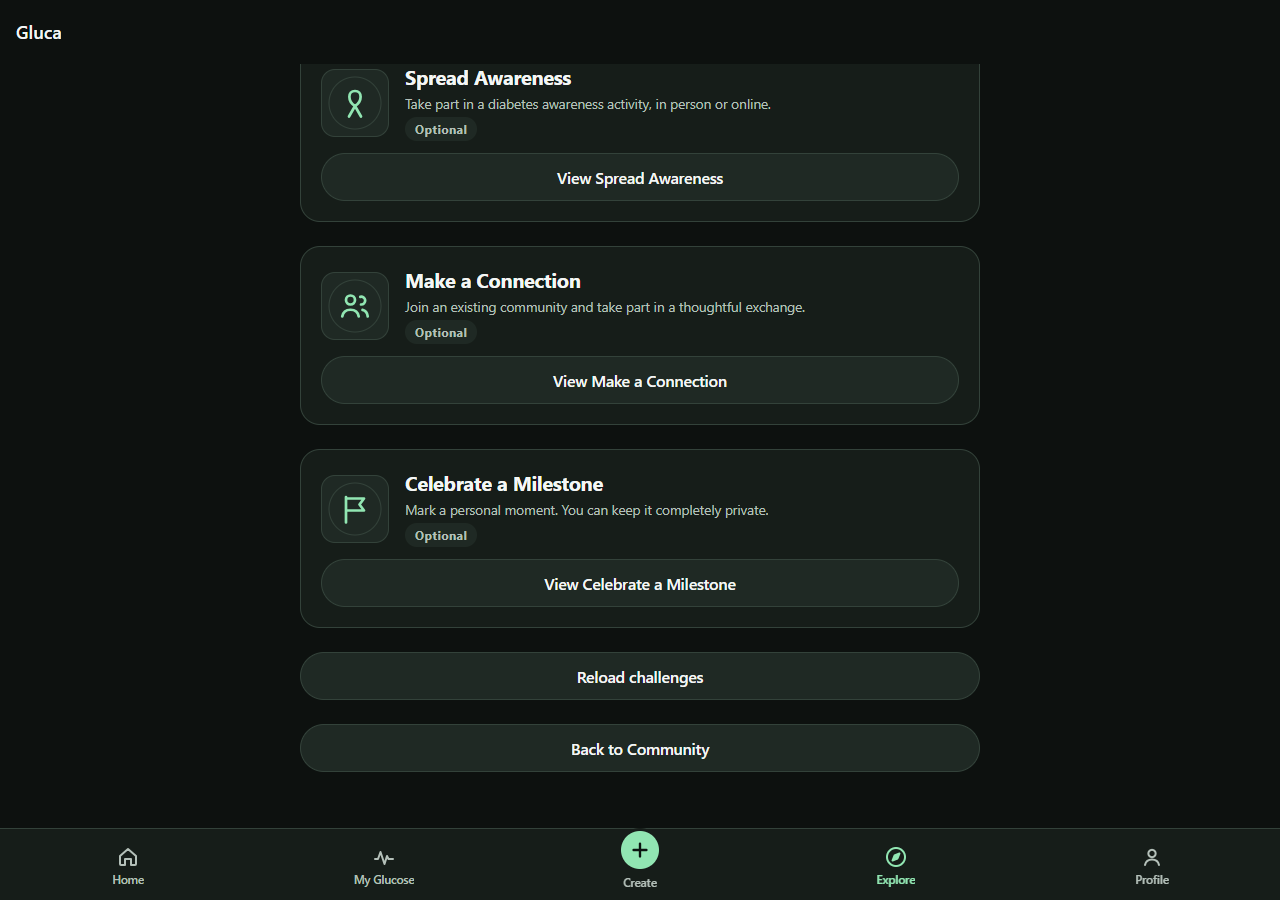 Gluca
Spread Awareness
Take part in a diabetes awareness activity, in person or online.
Optional
View Spread Awareness
Make a Connection
Join an existing community and take part in a thoughtful exchange.
Optional
View Make a Connection
Celebrate a Milestone
Mark a personal moment. You can keep it completely private.
Optional
View Celebrate a Milestone
Reload challenges
Back to Community
Home
My Glucose
Create
Explore
Profile